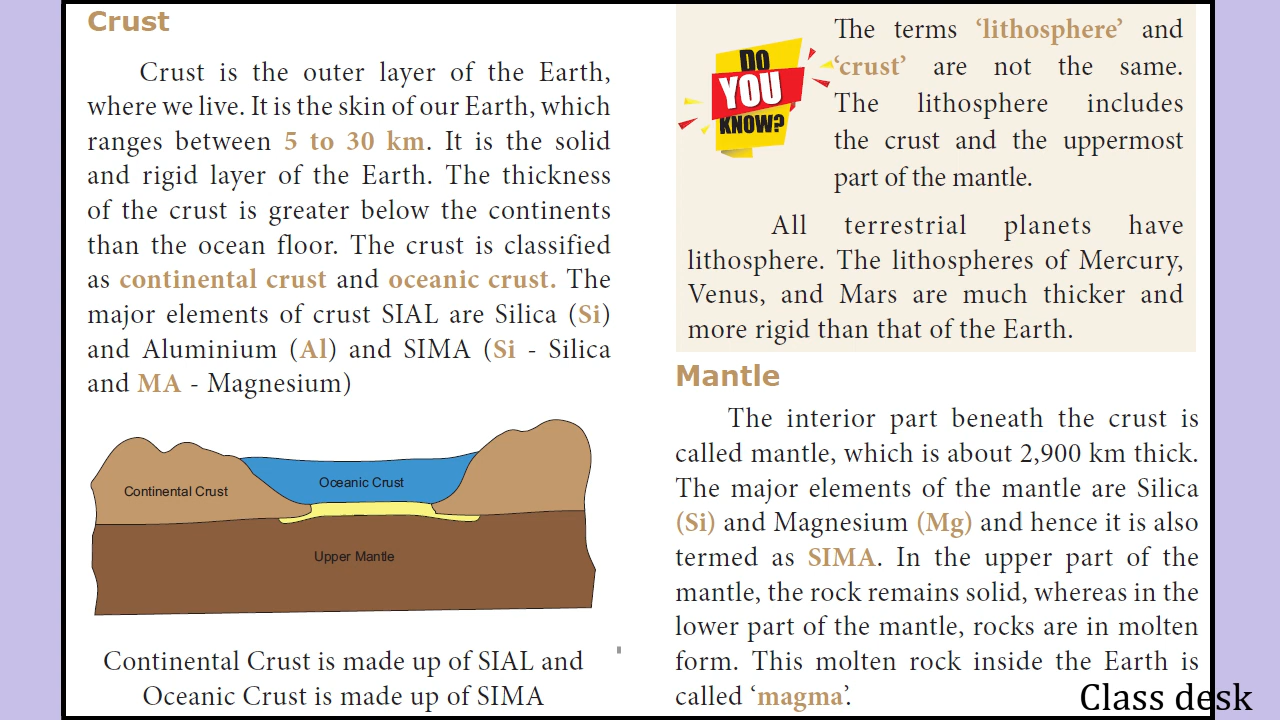 Crust
Crust is the outer layer of the Earth,
where we live. It is the skin of our Earth, which
ranges between 5 to 30 km. It is the solid
and rigid layer of the Earth. The thickness
of the crust is greater below the continents
than the ocean floor. The crust is classified
as continental crust and oceanic crust. The
major elements of crust SIAL are Silica (Si)
and Aluminium (Al) and SIMA (Si - Silica
and MA - Magnesium)
Continental Crust
Oceanic Crust
Upper Mantle
Continental Crust is made up of SIAL and
Oceanic Crust is made up of SIMA
DO
YOU
KNOW?
The terms ‘lithosphere’ and
‘crust’ are not the same.
The lithosphere includes
the crust and the uppermost
part of the mantle.
All terrestrial planets have
lithosphere. The lithospheres of Mercury,
Venus, and Mars are much thicker and
more rigid than that of the Earth.
Mantle
The interior part beneath the crust is
called mantle, which is about 2,900 km thick.
The major elements of the mantle are Silica
(Si) and Magnesium (Mg) and hence it is also
termed as SIMA. In the upper part of the
mantle, the rock remains solid, whereas in the
lower part of the mantle, rocks are in molten
form. This molten rock inside the Earth is
called ‘magma’.
Class desk